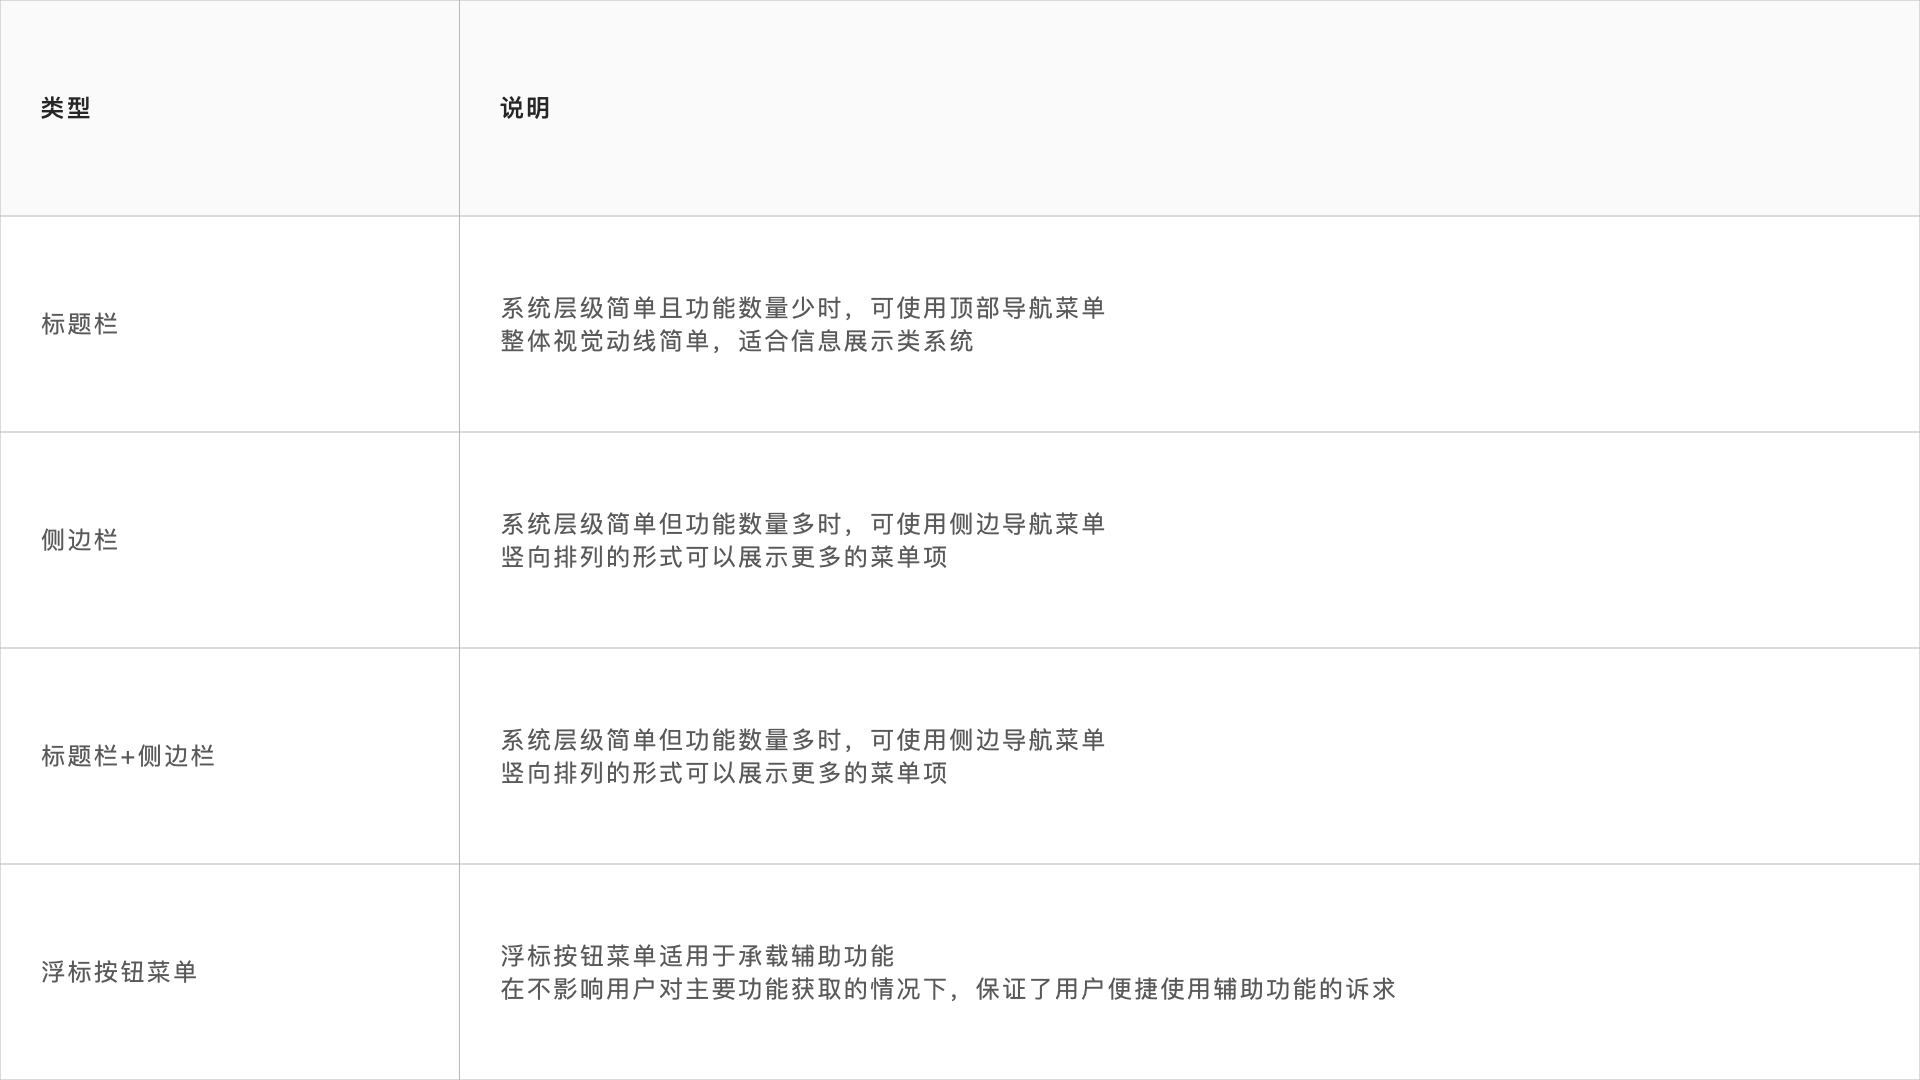 类型
说明
标题栏
系统层级简单且功能数量少时，可使用顶部导航菜单
整体视觉动线简单，适合信息展示类系统
侧边栏
系统层级简单但功能数量多时，可使用侧边导航菜单
竖向排列的形式可以展示更多的菜单项
标题栏+侧边栏
系统层级简单但功能数量多时，可使用侧边导航菜单
竖向排列的形式可以展示更多的菜单项
浮标按钮菜单
浮标按钮菜单适用于承载辅助功能
在不影响用户对主要功能获取的情况下，保证了用户便捷使用辅助功能的诉求